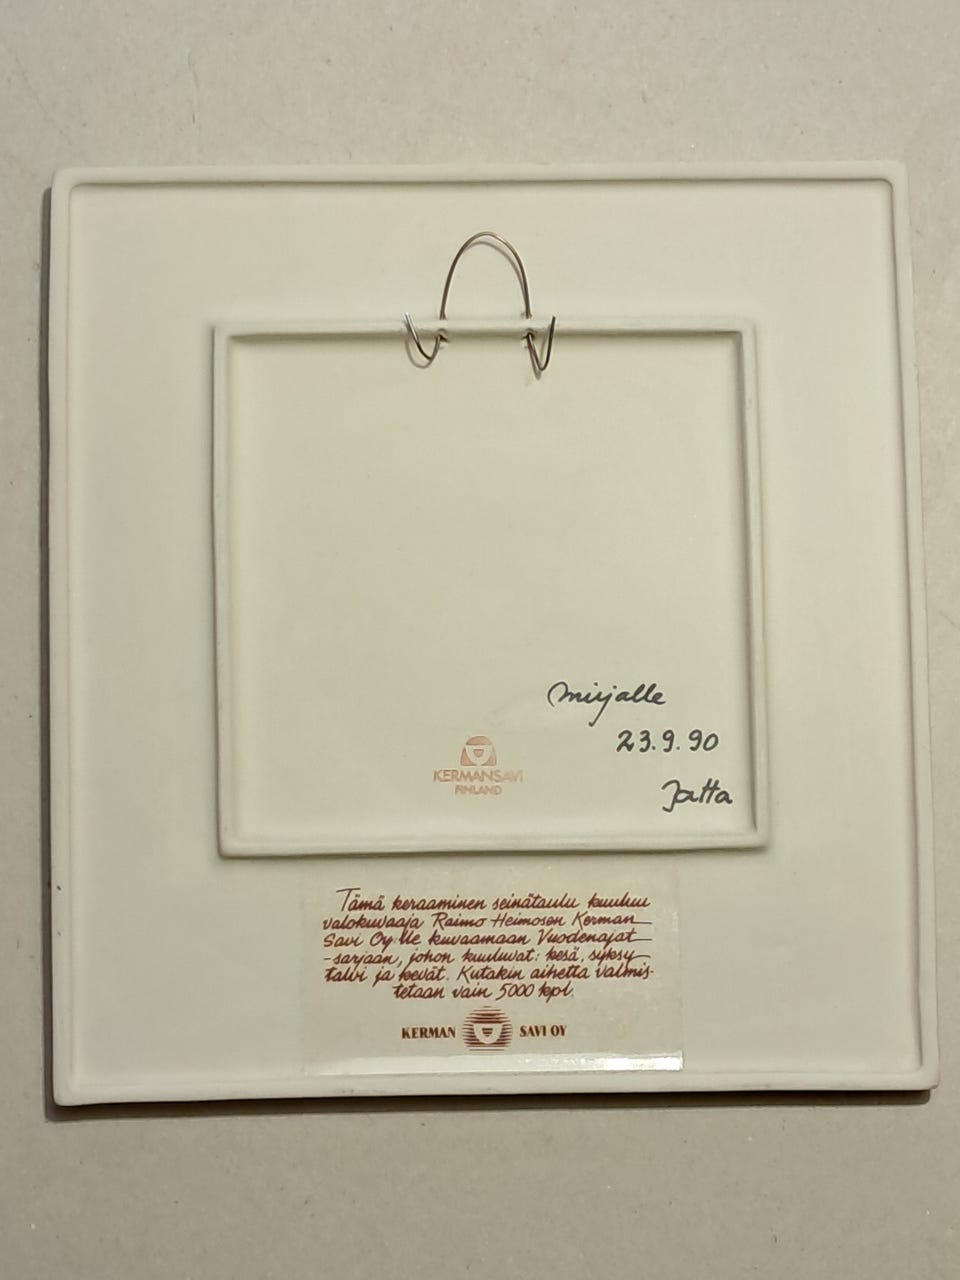 Mirjalle
23.9.90
Jatta
KERMANSAVI
FINLAND
Tämä keraaminen seinätaulu kuuluu
valokuvaaja Raimo Heimosen Kerman
Savi Oy:lle kuvaamaan Vuodenajat
-sarjaan, johon kuuluvat: kesä, syksy
talvi ja kevät. Kutakin aihetta valmis-
tetaan vain 5000 kpl.
KERMAN SAVI OY